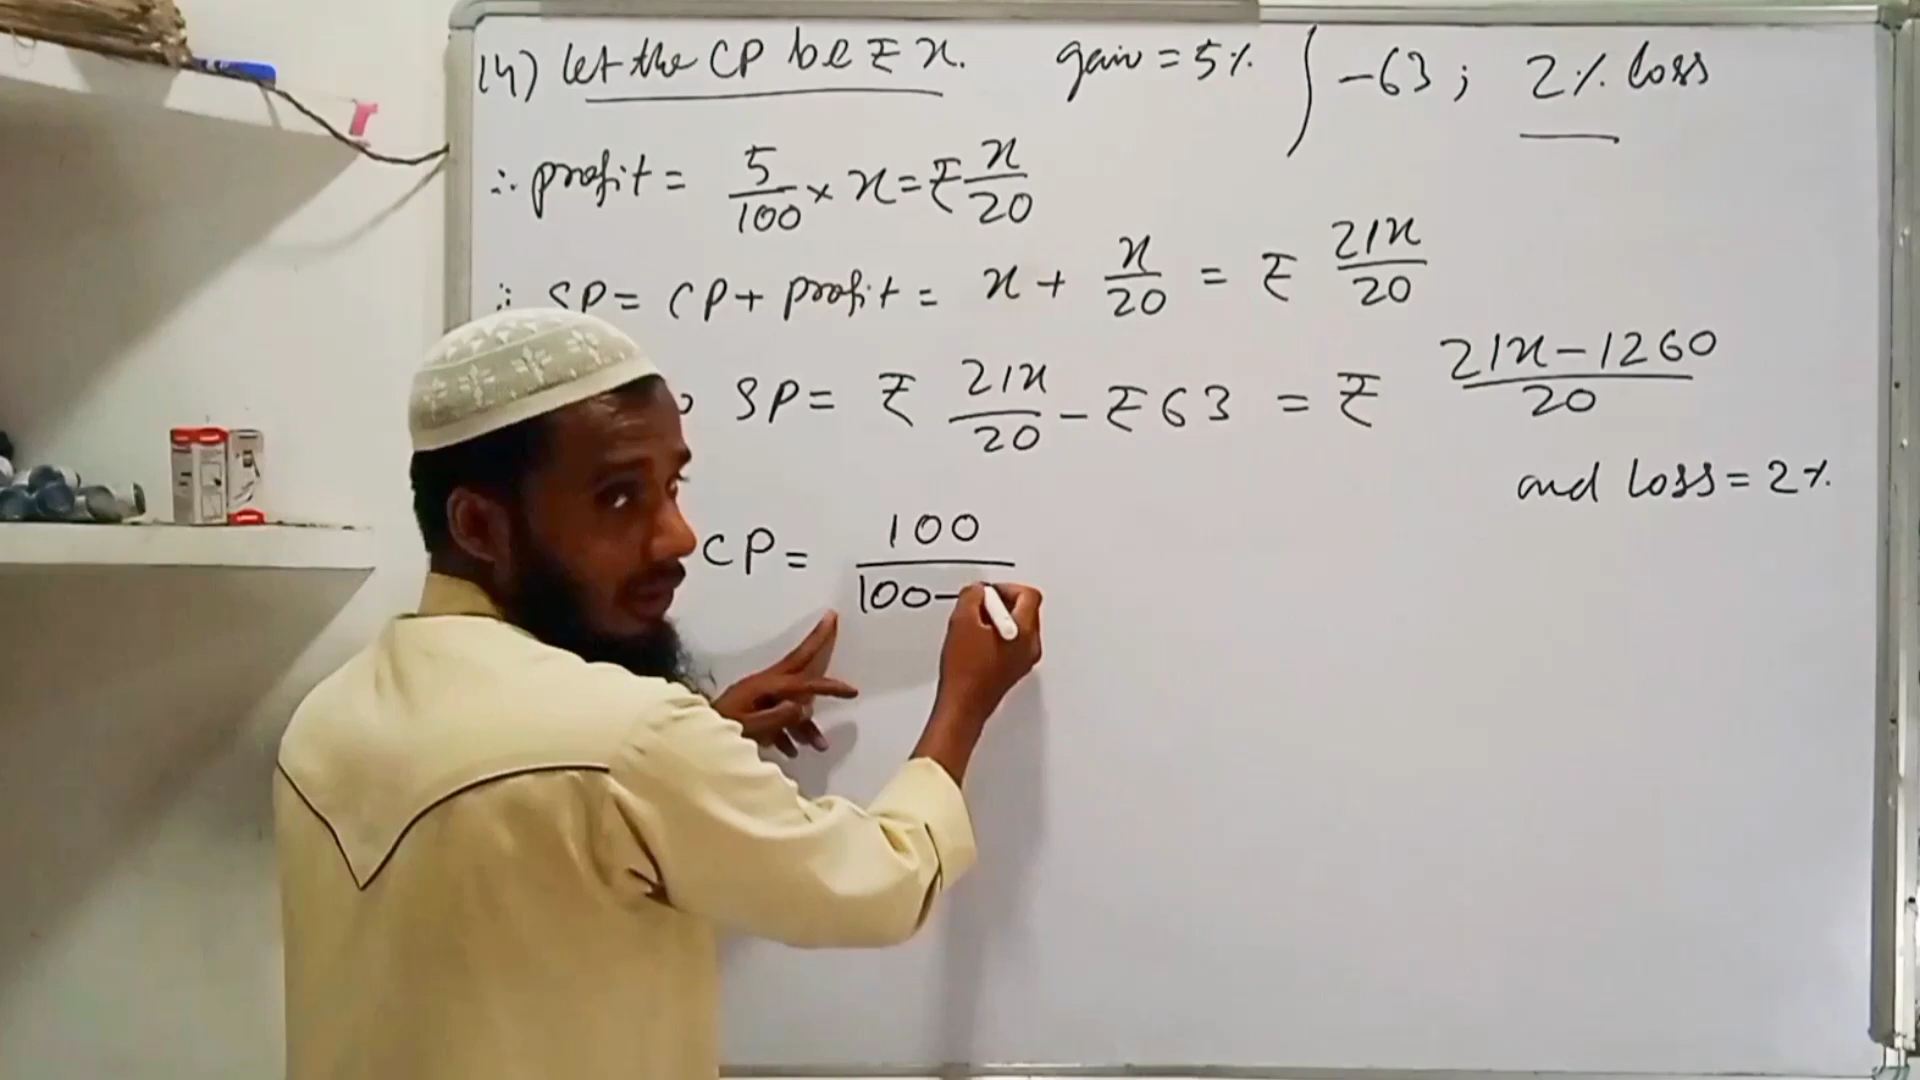 14) let the CP be ₹ x. gain = 5% ∫ -63 ; 2% loss
∴ profit = 5/100 × x = ₹ x/20
∴ SP = CP + profit = x + x/20 = ₹ 21x/20
SP = ₹ 21x/20 - ₹ 63 = ₹ 21x-1260/20
and loss = 2%
CP = 100/100-